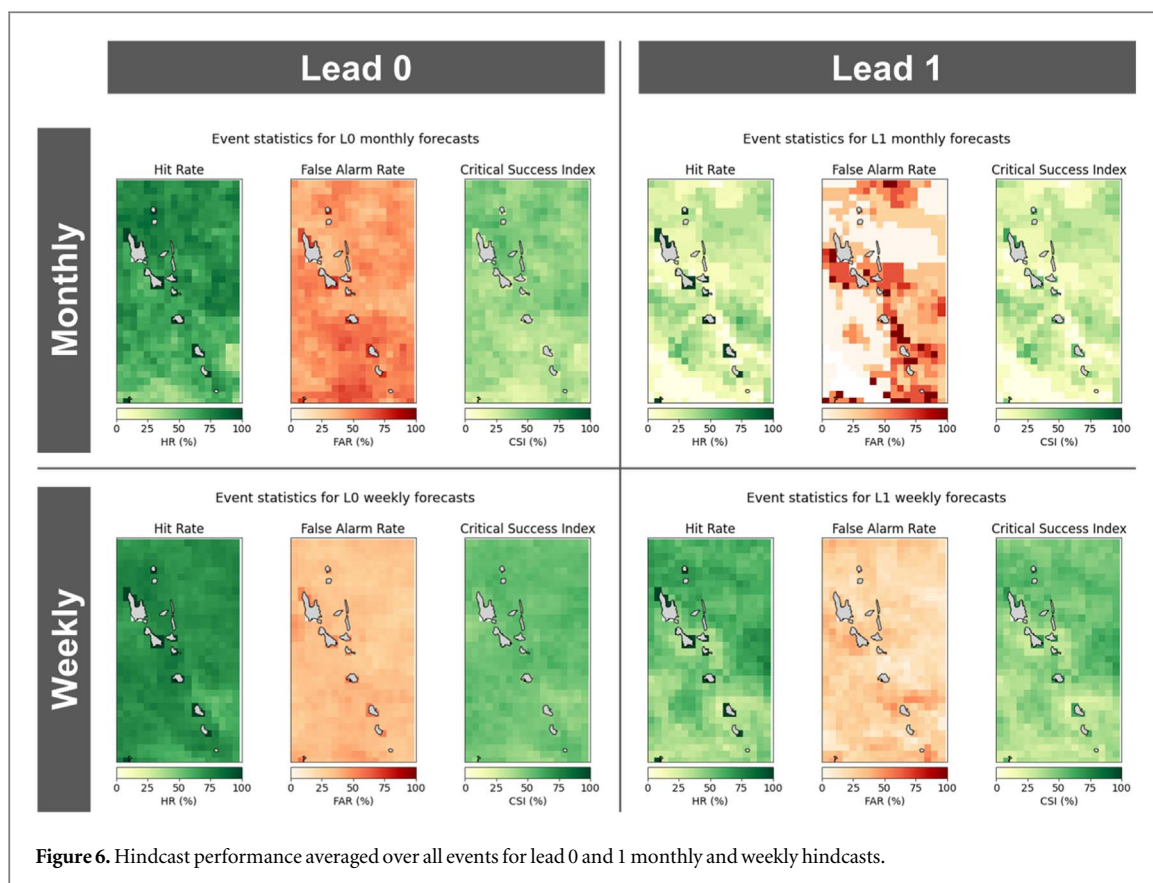 Lead 0
Lead 1
Monthly
Event statistics for L0 monthly forecasts
Hit Rate
False Alarm Rate
Critical Success Index
0 25 50 75 100
HR (%)
0 25 50 75 100
FAR (%)
0 25 50 75 100
CSI (%)
Event statistics for L1 monthly forecasts
Hit Rate
False Alarm Rate
Critical Success Index
0 25 50 75 100
HR (%)
0 25 50 75 100
FAR (%)
0 25 50 75 100
CSI (%)
Weekly
Event statistics for L0 weekly forecasts
Hit Rate
False Alarm Rate
Critical Success Index
0 25 50 75 100
HR (%)
0 25 50 75 100
FAR (%)
0 25 50 75 100
CSI (%)
Event statistics for L1 weekly forecasts
Hit Rate
False Alarm Rate
Critical Success Index
0 25 50 75 100
HR (%)
0 25 50 75 100
FAR (%)
0 25 50 75 100
CSI (%)
Figure 6. Hindcast performance averaged over all events for lead 0 and 1 monthly and weekly hindcasts.